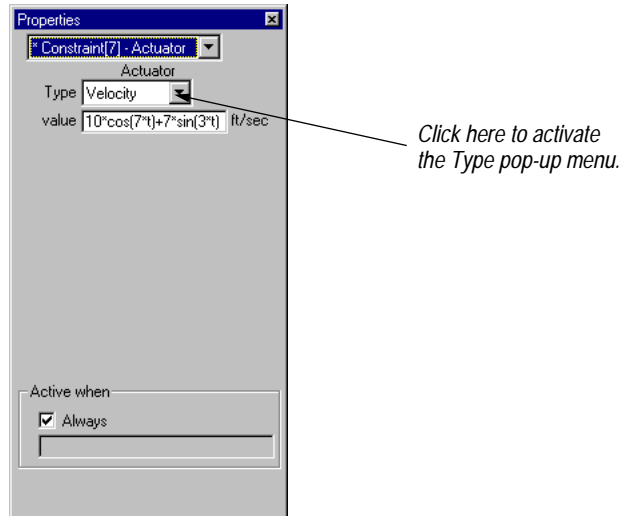 Properties
* Constraint[7] - Actuator
Actuator
Type Velocity
value 10*cos(7*t)+7*sin(3*t) ft/sec
Click here to activate
the Type pop-up menu.
Active when
Always